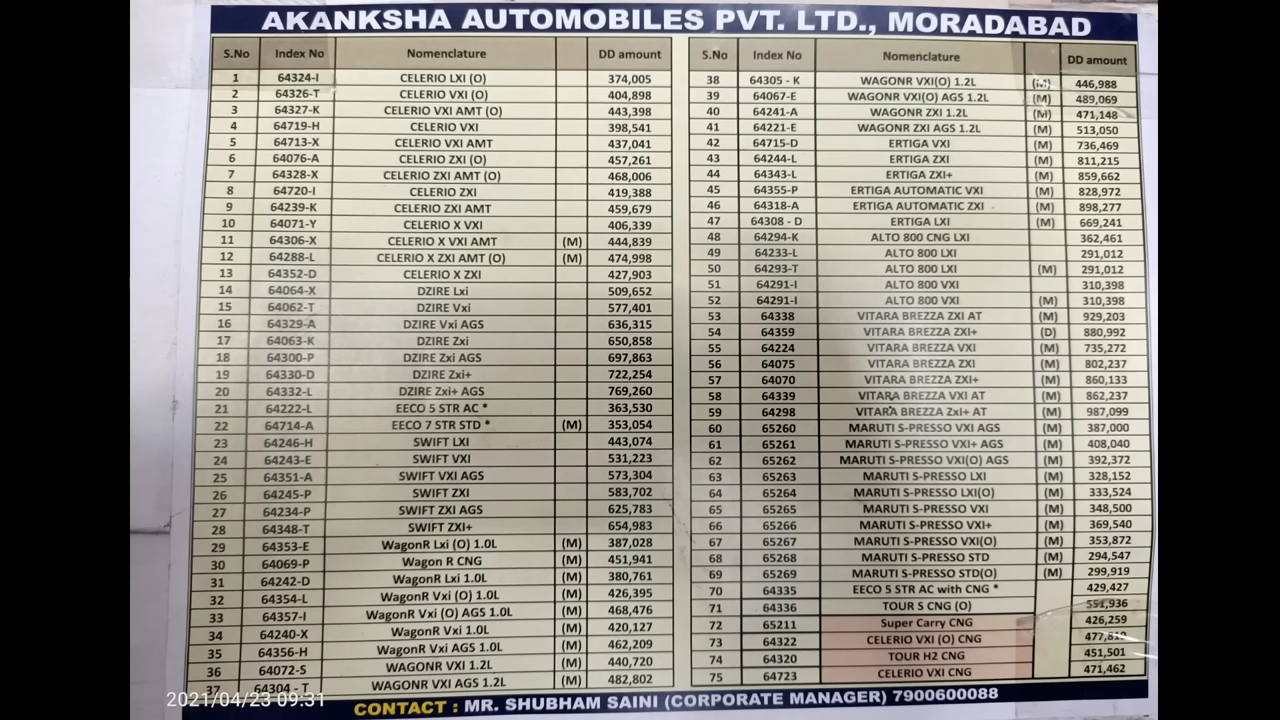 AKANKSHA AUTOMOBILES PVT. LTD., MORADABAD
S.No Index No Nomenclature DD amount
1 64324-I CELERIO LXI (O) 374,005
2 64326-T CELERIO VXI (O) 404,898
3 64327-K CELERIO VXI AMT (O) 443,398
4 64719-H CELERIO VXI 398,541
5 64713-X CELERIO VXI AMT 437,041
6 64076-A CELERIO ZXI (O) 457,261
7 64328-X CELERIO ZXI AMT (O) 468,006
8 64720-I CELERIO ZXI 419,388
9 64239-K CELERIO ZXI AMT 459,679
10 64071-Y CELERIO X VXI 406,339
11 64306-X CELERIO X VXI AMT (M) 444,839
12 64288-L CELERIO X ZXI AMT (O) (M) 474,998
13 64352-D CELERIO X ZXI 427,903
14 64064-X DZIRE Lxi 509,652
15 64062-T DZIRE Vxi 577,401
16 64329-A DZIRE Vxi AGS 636,315
17 64063-K DZIRE Zxi 650,858
18 64300-P DZIRE Zxi AGS 697,863
19 64330-D DZIRE Zxi+ 722,254
20 64332-L DZIRE Zxi+ AGS 769,260
21 64222-L EECO 5 STR AC * 363,530
22 64714-A EECO 7 STR STD * (M) 353,054
23 64246-H SWIFT LXI 443,074
24 64243-E SWIFT VXI 531,223
25 64351-A SWIFT VXI AGS 573,304
26 64245-P SWIFT ZXI 583,702
27 64234-P SWIFT ZXI AGS 625,783
28 64348-T SWIFT ZXI+ 654,983
29 64353-E WagonR Lxi (O) 1.0L (M) 387,028
30 64069-P Wagon R CNG (M) 451,941
31 64242-D WagonR Lxi 1.0L (M) 380,761
32 64354-L WagonR Vxi (O) 1.0L (M) 426,395
33 64357-I WagonR Vxi (O) AGS 1.0L (M) 468,476
34 64240-X WagonR Vxi 1.0L (M) 420,127
35 64356-H WagonR Vxi AGS 1.0L (M) 462,209
36 64072-S WAGONR VXI 1.2L (M) 440,720
37 64304 - T WAGONR VXI AGS 1.2L (M) 482,802
S.No Index No Nomenclature DD amount
38 64305 - K WAGONR VXI(O) 1.2L (M) 446,988
39 64067-E WAGONR VXI(O) AGS 1.2L (M) 489,069
40 64241-A WAGONR ZXI 1.2L (M) 471,148
41 64221-E WAGONR ZXI AGS 1.2L (M) 513,050
42 64715-D ERTIGA VXI (M) 736,469
43 64244-L ERTIGA ZXI (M) 811,215
44 64343-L ERTIGA ZXI+ (M) 859,662
45 64355-P ERTIGA AUTOMATIC VXI (M) 828,972
46 64318-A ERTIGA AUTOMATIC ZXI (M) 898,277
47 64308 - D ERTIGA LXI (M) 669,241
48 64294-K ALTO 800 CNG LXI 362,461
49 64233-L ALTO 800 LXI 291,012
50 64293-T ALTO 800 LXI (M) 291,012
51 64291-I ALTO 800 VXI 310,398
52 64291-I ALTO 800 VXI (M) 310,398
53 64338 VITARA BREZZA ZXI AT (M) 929,203
54 64359 VITARA BREZZA ZXI+ (D) 880,992
55 64224 VITARA BREZZA VXI (M) 735,272
56 64075 VITARA BREZZA ZXI (M) 802,237
57 64070 VITARA BREZZA ZXI+ (M) 860,133
58 64339 VITARA BREZZA VXI AT (M) 862,237
59 64298 VITARA BREZZA ZxI+ AT (M) 987,099
60 65260 MARUTI S-PRESSO VXI AGS (M) 387,000
61 65261 MARUTI S-PRESSO VXI+ AGS (M) 408,040
62 65262 MARUTI S-PRESSO VXI(O) AGS (M) 392,372
63 65263 MARUTI S-PRESSO LXI (M) 328,152
64 65264 MARUTI S-PRESSO LXI(O) (M) 333,524
65 65265 MARUTI S-PRESSO VXI (M) 348,500
66 65266 MARUTI S-PRESSO VXI+ (M) 369,540
67 65267 MARUTI S-PRESSO VXI(O) (M) 353,872
68 65268 MARUTI S-PRESSO STD (M) 294,547
69 65269 MARUTI S-PRESSO STD(O) (M) 299,919
70 64335 EECO 5 STR AC with CNG * 429,427
71 64336 TOUR S CNG (O) 551,936
72 65211 Super Carry CNG 426,259
73 64322 CELERIO VXI (O) CNG
74 64320 TOUR H2 CNG 451,501
75 64723 CELERIO VXI CNG 471,462
CONTACT : MR. SHUBHAM SAINI (CORPORATE MANAGER) 7900600088
2021/04/23 09:31